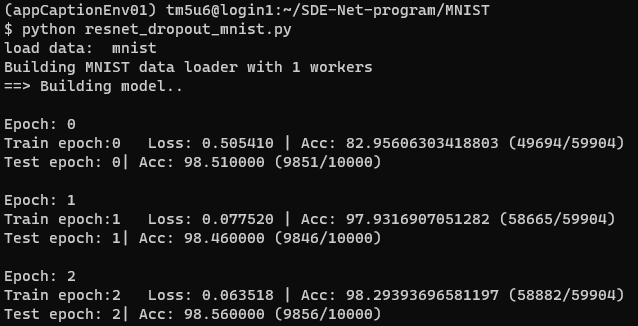 (appCaptionEnv01) tm5u6@login1:~/SDE-Net-program/MNIST
$ python resnet_dropout_mnist.py
load data:  mnist
Building MNIST data loader with 1 workers
==> Building model..
Epoch: 0
Train epoch:0   Loss: 0.505410 | Acc: 82.95606303418803 (49694/59904)
Test epoch: 0| Acc: 98.510000 (9851/10000)
Epoch: 1
Train epoch:1   Loss: 0.077520 | Acc: 97.9316907051282 (58665/59904)
Test epoch: 1| Acc: 98.460000 (9846/10000)
Epoch: 2
Train epoch:2   Loss: 0.063518 | Acc: 98.29393696581197 (58882/59904)
Test epoch: 2| Acc: 98.560000 (9856/10000)